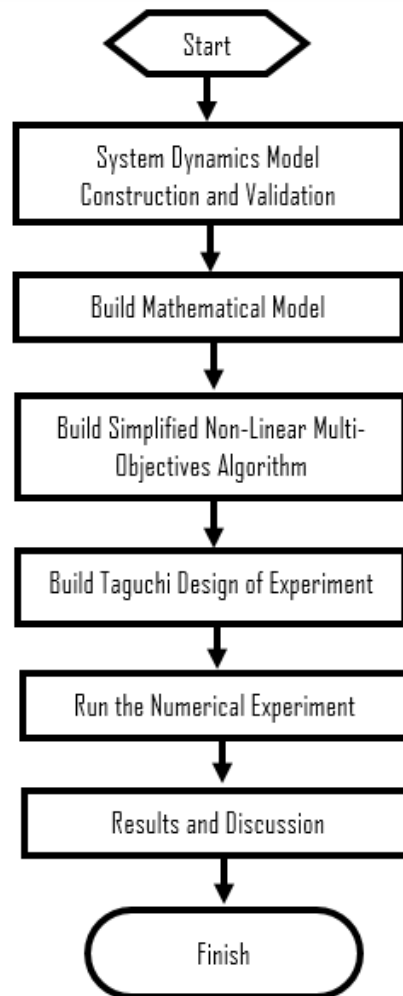 Start
System Dynamics Model
Construction and Validation
Build Mathematical Model
Build Simplified Non-Linear Multi-
Objectives Algorithm
Build Taguchi Design of Experiment
Run the Numerical Experiment
Results and Discussion
Finish